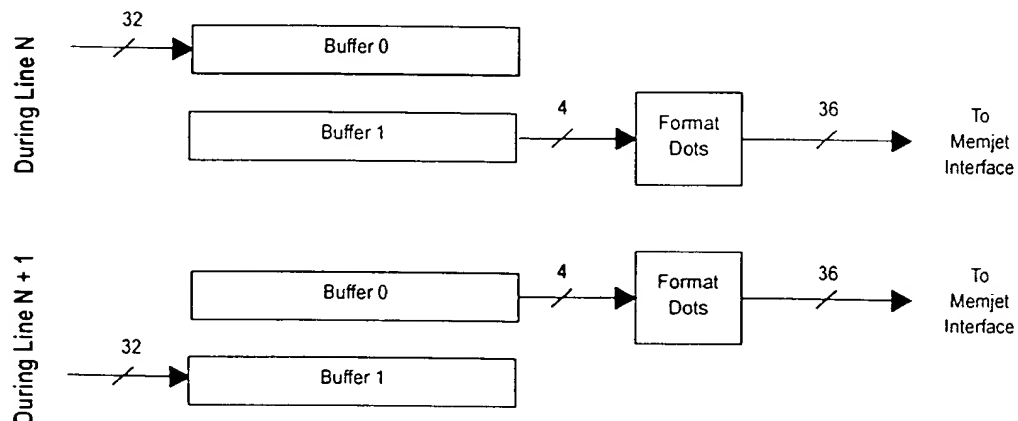 During Line N
32
Buffer 0
Buffer 1
4
Format
Dots
36
To
Memjet
Interface
During Line N + 1
Buffer 0
4
Format
Dots
36
To
Memjet
Interface
32
Buffer 1